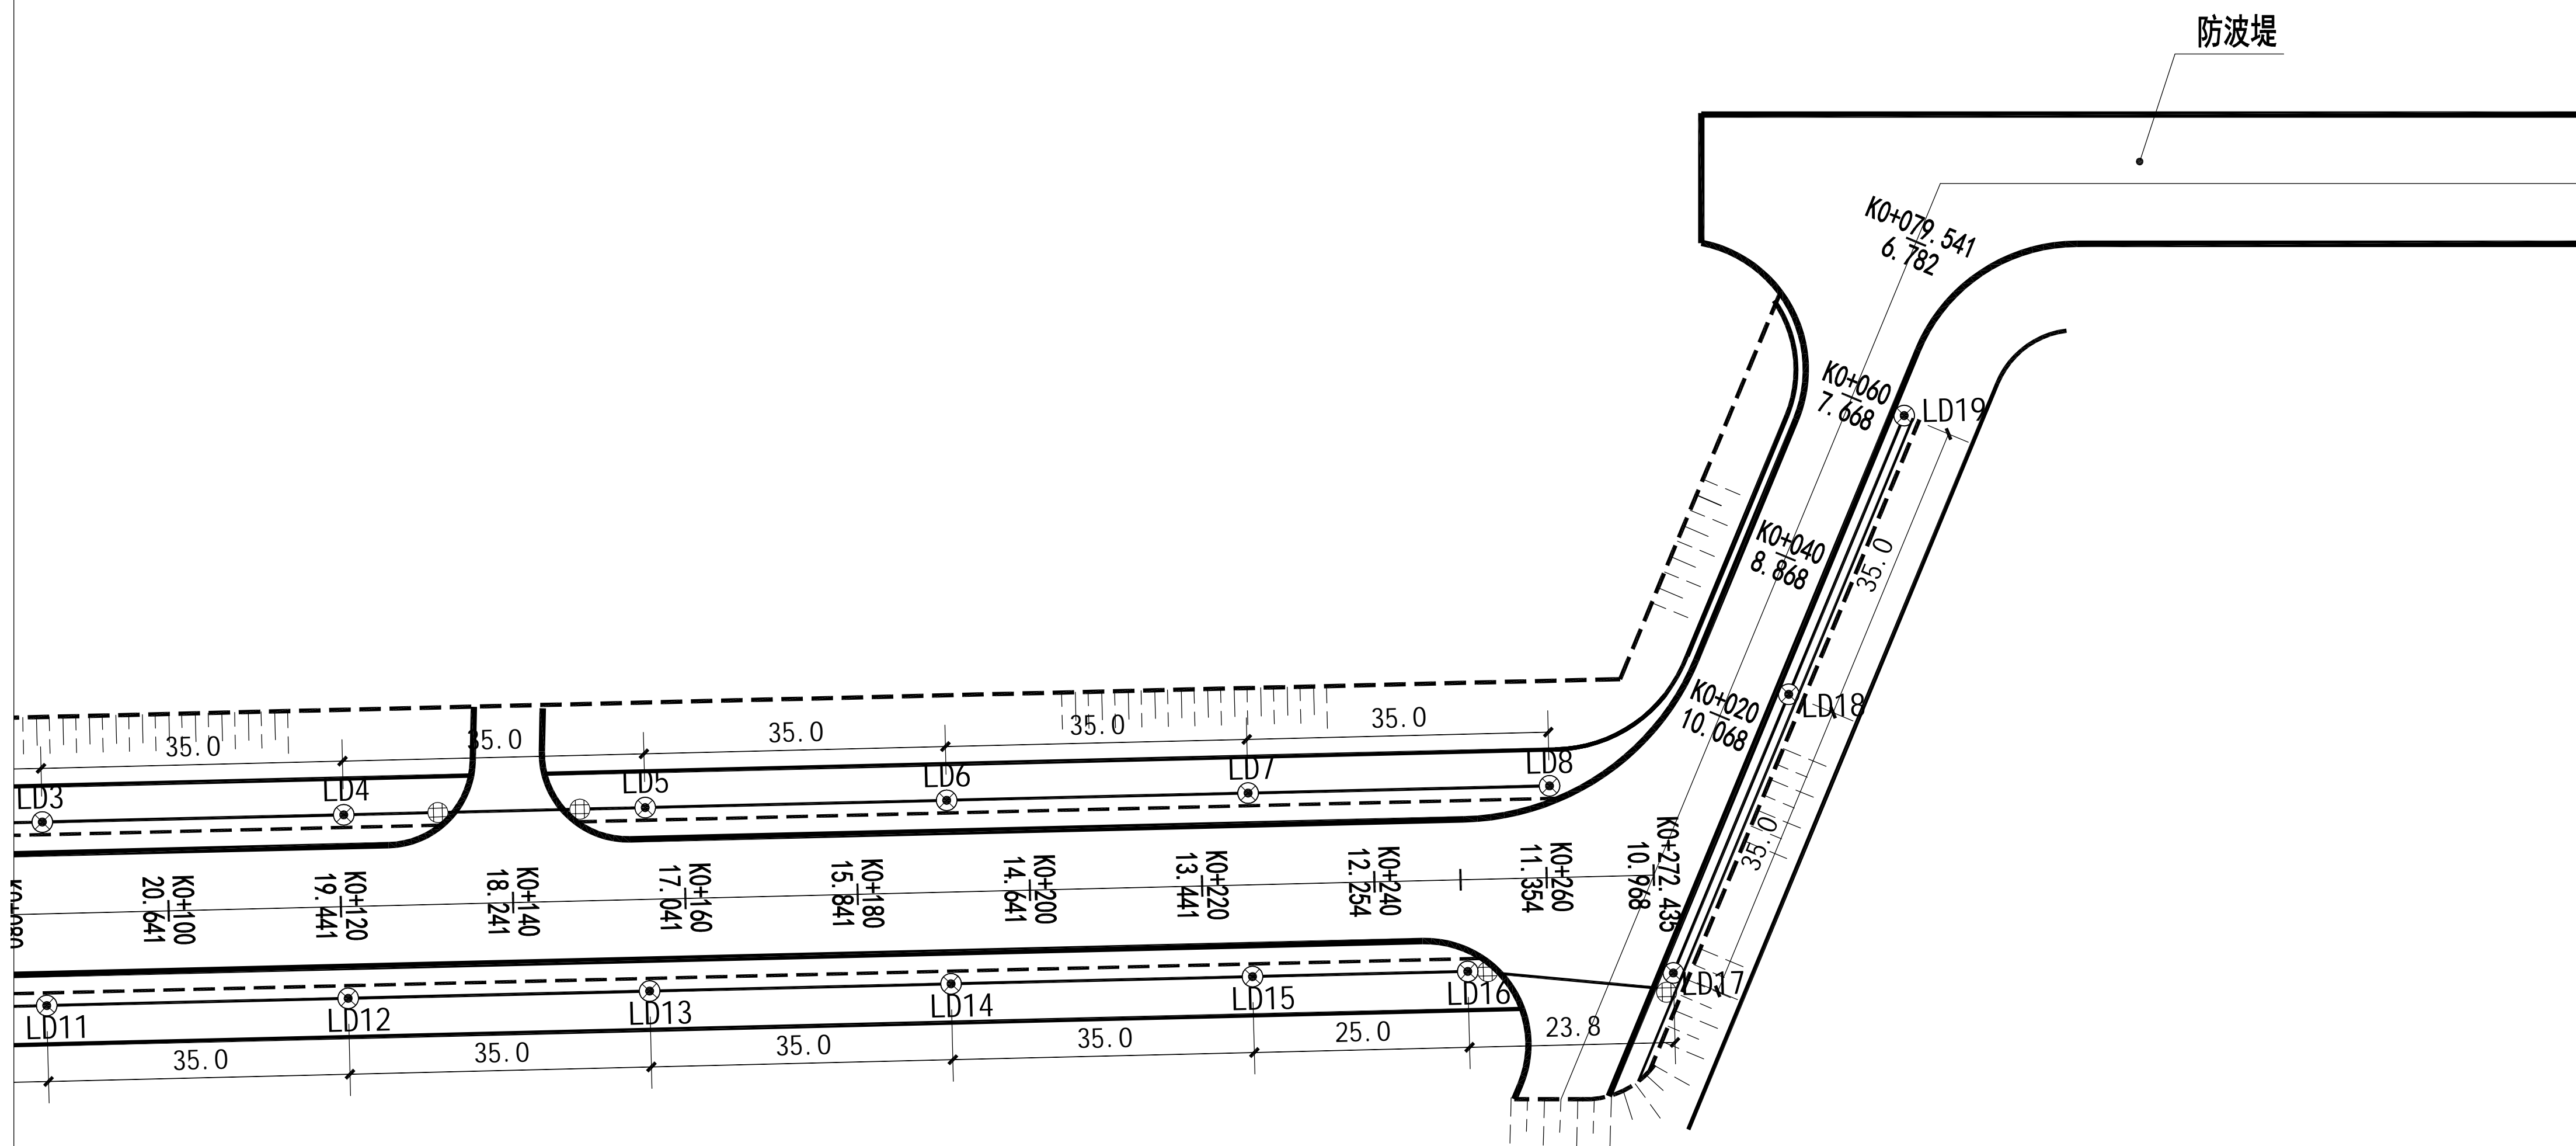 防波堤
K0+079.541
6.782
K0+060
7.668
LD19
K0+040
8.868
35.0
K0+020
10.068
LD18
35.0
35.0
35.0
35.0
35.0
35.0
LD3
LD4
LD5
LD6
LD7
LD8
K0+080
K0+100
20.641
K0+120
19.441
K0+140
18.241
K0+160
17.041
K0+180
15.841
K0+200
14.641
K0+220
13.441
K0+240
12.254
K0+260
11.354
K0+272.435
10.968
LD11
LD12
LD13
LD14
LD15
LD16
LD17
35.0
35.0
35.0
35.0
25.0
23.8